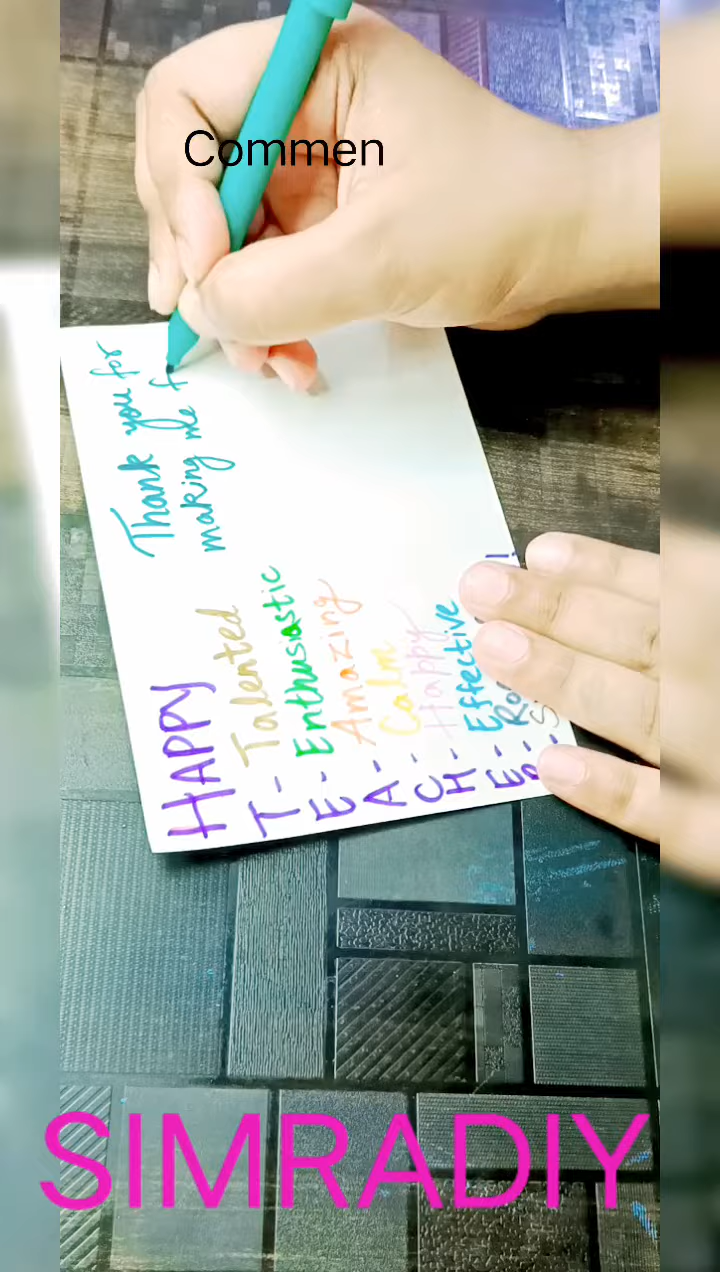 Commen
Thank you for
making me f
HAPPY
T - Talented
E - Enthusiastic
A - Amazing
C - Calm
H - Happy
E - Effective
R -
SIMRADIY